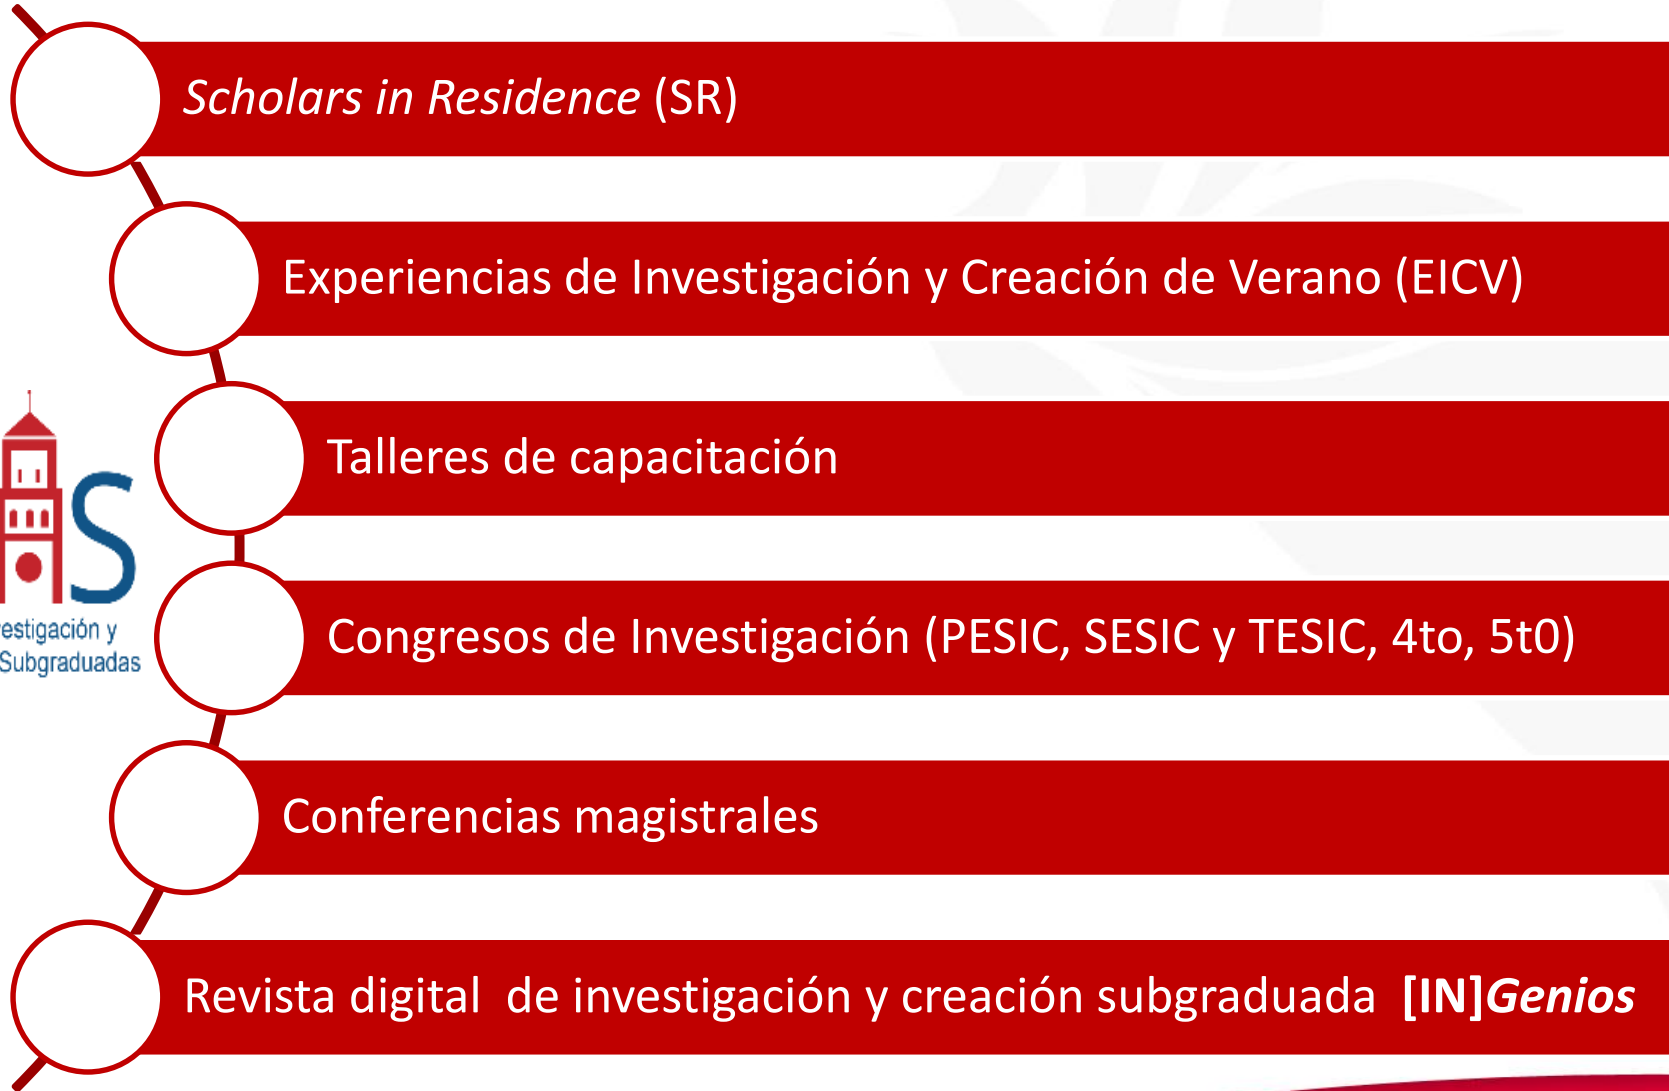 Scholars in Residence (SR)
Experiencias de Investigación y Creación de Verano (EICV)
Talleres de capacitación
S
estigación y
Subgraduadas
Congresos de Investigación (PESIC, SESIC y TESIC, 4to, 5t0)
Conferencias magistrales
Revista digital  de investigación y creación subgraduada  [IN]Genios